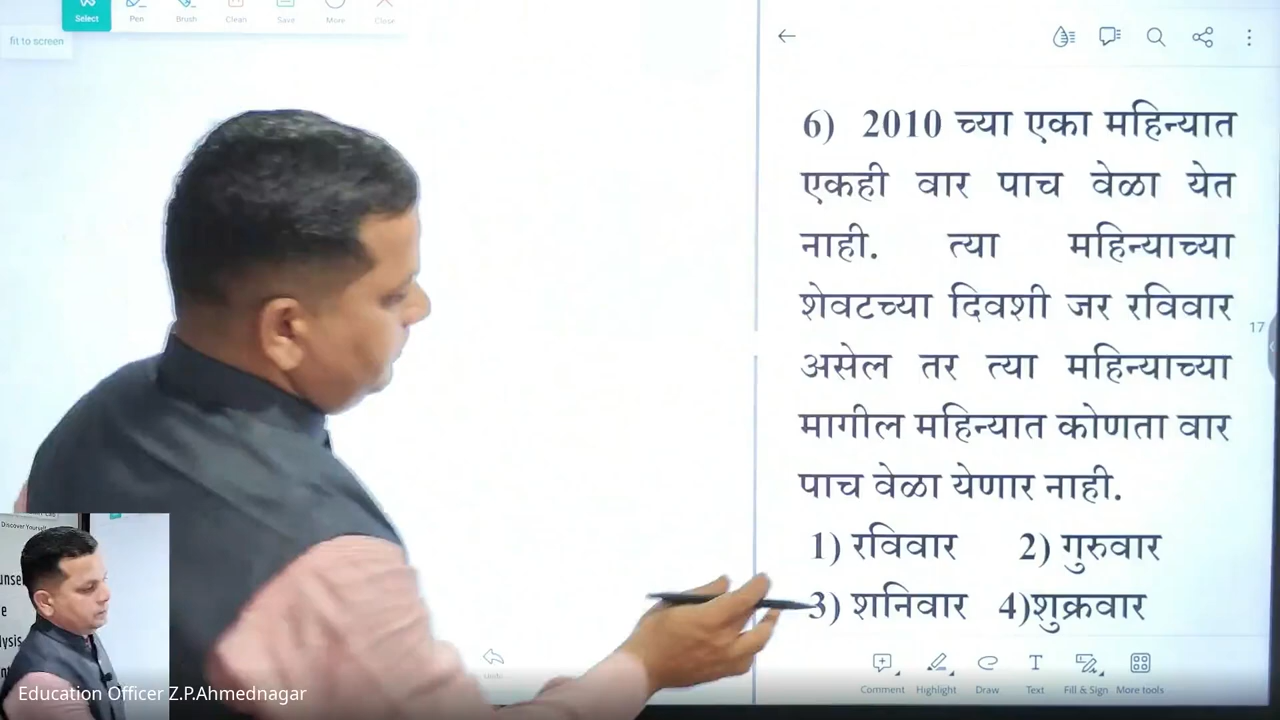 Select Pen Brush Clean Save More Close
fit to screen
6) 2010 च्या एका महिन्यात
एकही वार पाच वेळा येत
नाही. त्या महिन्याच्या
शेवटच्या दिवशी जर रविवार
17
असेल तर त्या महिन्याच्या
मागील महिन्यात कोणता वार
पाच वेळा येणार नाही.
1) रविवार 2) गुरुवार
3) शनिवार 4)शुक्रवार
Comment Highlight Draw Text Fill & Sign More tools
Discover Yourself
Education Officer Z.P.Ahmednagar